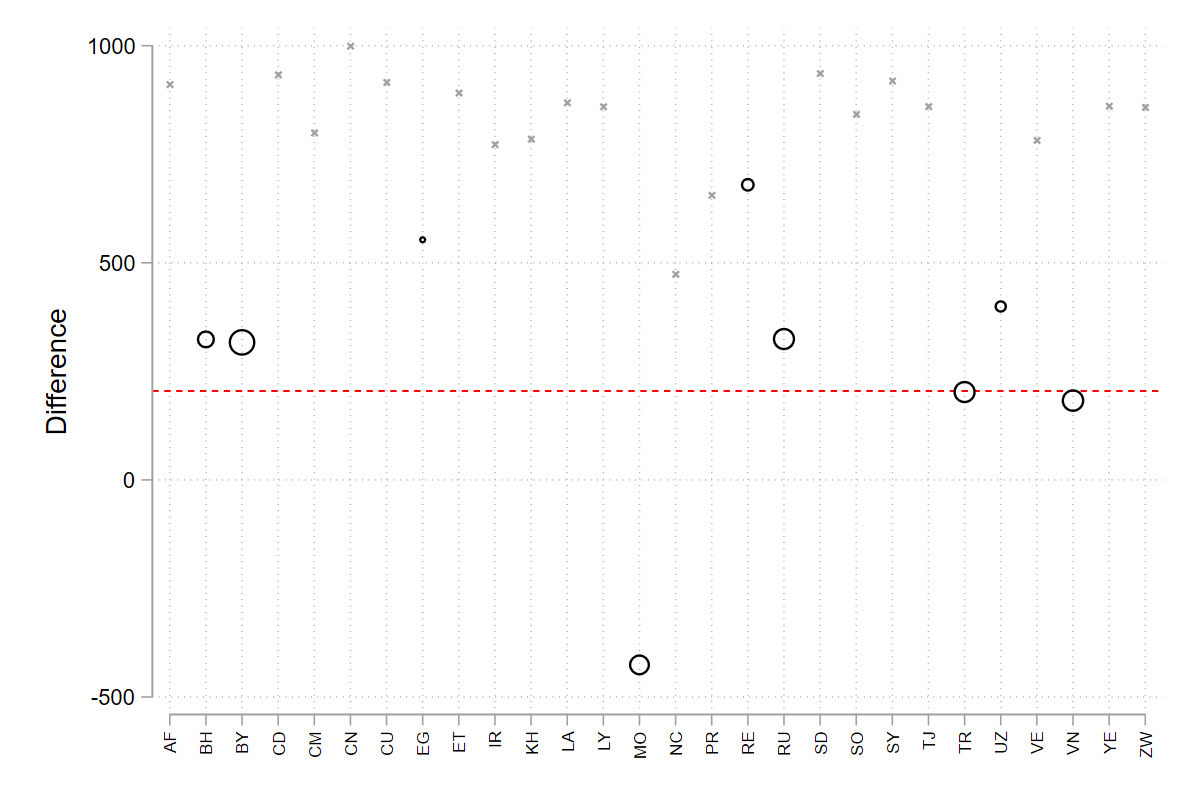 1000
500
0
-500
Difference
AF
BH
BY
CD
CM
CN
CU
EG
ET
IR
KH
LA
LY
MO
NC
PR
RE
RU
SD
SO
SY
TJ
TR
UZ
VE
VN
YE
ZW